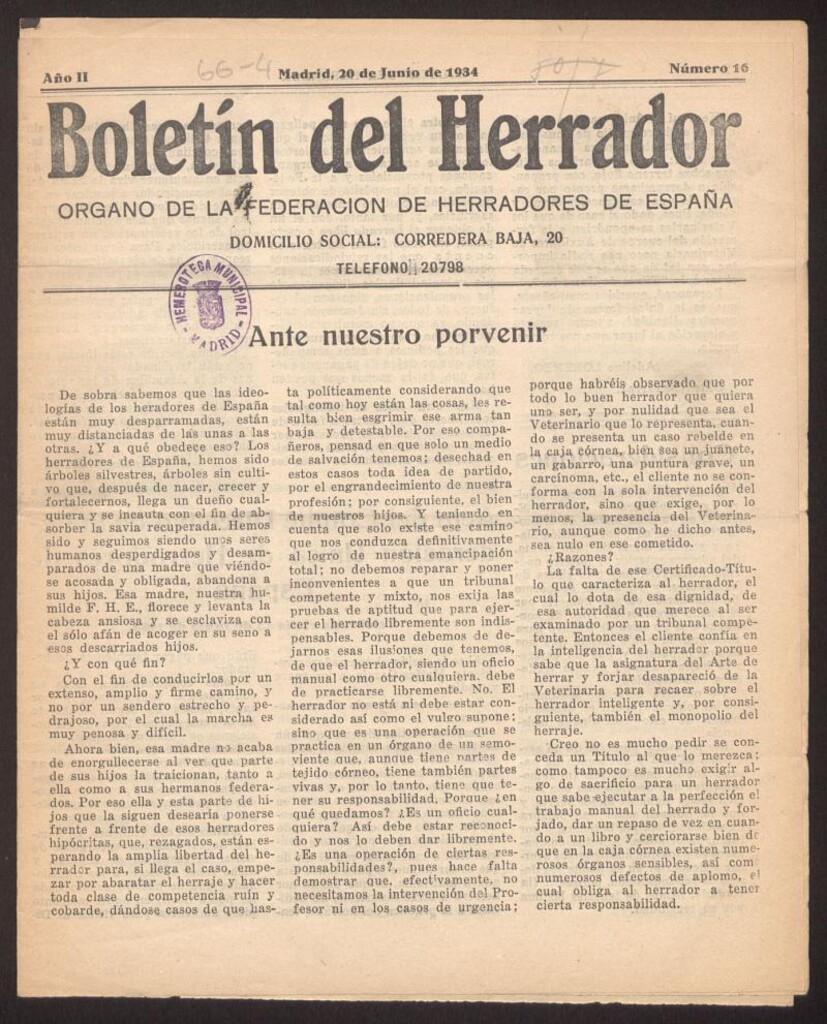 66-4
Año II
Madrid, 20 de Junio de 1934
Número 16
Boletín del Herrador
ORGANO DE LA FEDERACION DE HERRADORES DE ESPAÑA
DOMICILIO SOCIAL: CORREDERA BAJA, 20
TELEFONO 20798
HEMEROTECA MUNICIPAL
MADRID
Ante nuestro porvenir
De sobra sabemos que las ideo-
logías de los heradores de España
están muy desparramadas, están
muy distanciadas de las unas a las
otras. ¿Y a qué obedece eso? Los
herradores de España, hemos sido
árboles silvestres, árboles sin culti-
vo que, después de nacer, crecer y
fortalecernos, llega un dueño cual-
quiera y se incauta con el fin de ab-
sorber la savia recuperada. Hemos
sido y seguimos siendo unos seres
humanos desperdigados y desam-
parados de una madre que viéndo-
se acosada y obligada, abandona a
sus hijos. Esa madre, nuestra hu-
milde F. H. E., florece y levanta la
cabeza ansiosa y se esclaviza con
el sólo afán de acoger en su seno a
esos descarriados hijos.
¿Y con qué fin?
Con el fin de conducirlos por un
extenso, amplio y firme camino, y
no por un sendero estrecho y pe-
drajoso, por el cual la marcha es
muy penosa y difícil.
Ahora bien, esa madre no acaba
de enorgullecerse al ver que parte
de sus hijos la traicionan, tanto a
ella como a sus hermanos federa-
dos. Por eso ella y esta parte de hi-
jos que la siguen desearía ponerse
frente a frente de esos herradores
hipócritas, que, rezagados, están es-
perando la amplia libertad del he-
rrador para, si llega el caso, empe-
zar por abaratar el herraje y hacer
toda clase de competencia ruín y
cobarde, dándose casos de que has-
ta políticamente considerando que
tal como hoy están las cosas, les re-
sulta bien esgrimir ese arma tan
baja y detestable. Por eso compa-
ñeros, pensad en que solo un medio
de salvación tenemos; desechad en
estos casos toda idea de partido,
por el engrandecimiento de nuestra
profesión; por consiguiente, el bien
de nuestros hijos. Y teniendo en
cuenta que solo existe ese camino
que nos conduzca definitivamente
al logro de nuestra emancipación
total; no debemos reparar y poner
inconvenientes a que un tribunal
competente y mixto, nos exija las
pruebas de aptitud que para ejer-
cer el herrado libremente son indis-
pensables. Porque debemos de de-
jarnos esas ilusiones que tenemos,
de que el herrador, siendo un oficio
manual como otro cualquiera. debe
de practicarse libremente. No. El
herrador no está ni debe estar con-
siderado así como el vulgo supone;
sino que es una operación que se
practica en un órgano de un semo-
viente que, aunque tiene partes de
tejido córneo, tiene también partes
vivas y, por lo tanto, tiene que te-
ner su responsabilidad. Porque ¿en
qué quedamos? ¿Es un oficio cual-
quiera? Así debe estar reconoci-
do y nos lo deben dar libremente.
¿Es una operación de ciertas res-
ponsabilidades?, pues hace falta
demostrar que, efectivamente, no
necesitamos la intervención del Pro-
fesor ni en los casos de urgencia;
porque habréis observado que por
todo lo buen herrador que quiera
uno ser, y por nulidad que sea el
Veterinario que lo representa, cuan-
do se presenta un caso rebelde en
la caja córnea, bien sea un juanete,
un gabarro, una puntura grave, un
carcínoma, etc., el cliente no se con-
forma con la sola intervención del
herrador, sino que exige, por lo
menos, la presencia del Veterina-
rio, aunque como he dicho antes,
sea nulo en ese cometido.
¿Razones?
La falta de ese Certificado-Títu-
lo que caracteriza al herrador, el
cual lo dota de esa dignidad, de
esa autoridad que merece al ser
examinado por un tribunal compe-
tente. Entonces el cliente confía en
la inteligencia del herrador porque
sabe que la asignatura del Arte de
herrar y forjar desapareció de la
Veterinaria para recaer sobre el
herrador inteligente y, por consi-
guiente, también el monopolio del
herraje.
Creo no es mucho pedir se con-
ceda un Título al que lo merezca;
como tampoco es mucho exigir al-
go de sacrificio para un herrador
que sabe ejecutar a la perfección el
trabajo manual del herrado y for-
jado, dar un repaso de vez en cuan-
do a un libro y cerciorarse bien de
que en la caja córnea existen nume-
rosos órganos sensibles, así com
numerosos defectos de aplomo, el
cual obliga al herrador a tener
cierta responsabilidad.